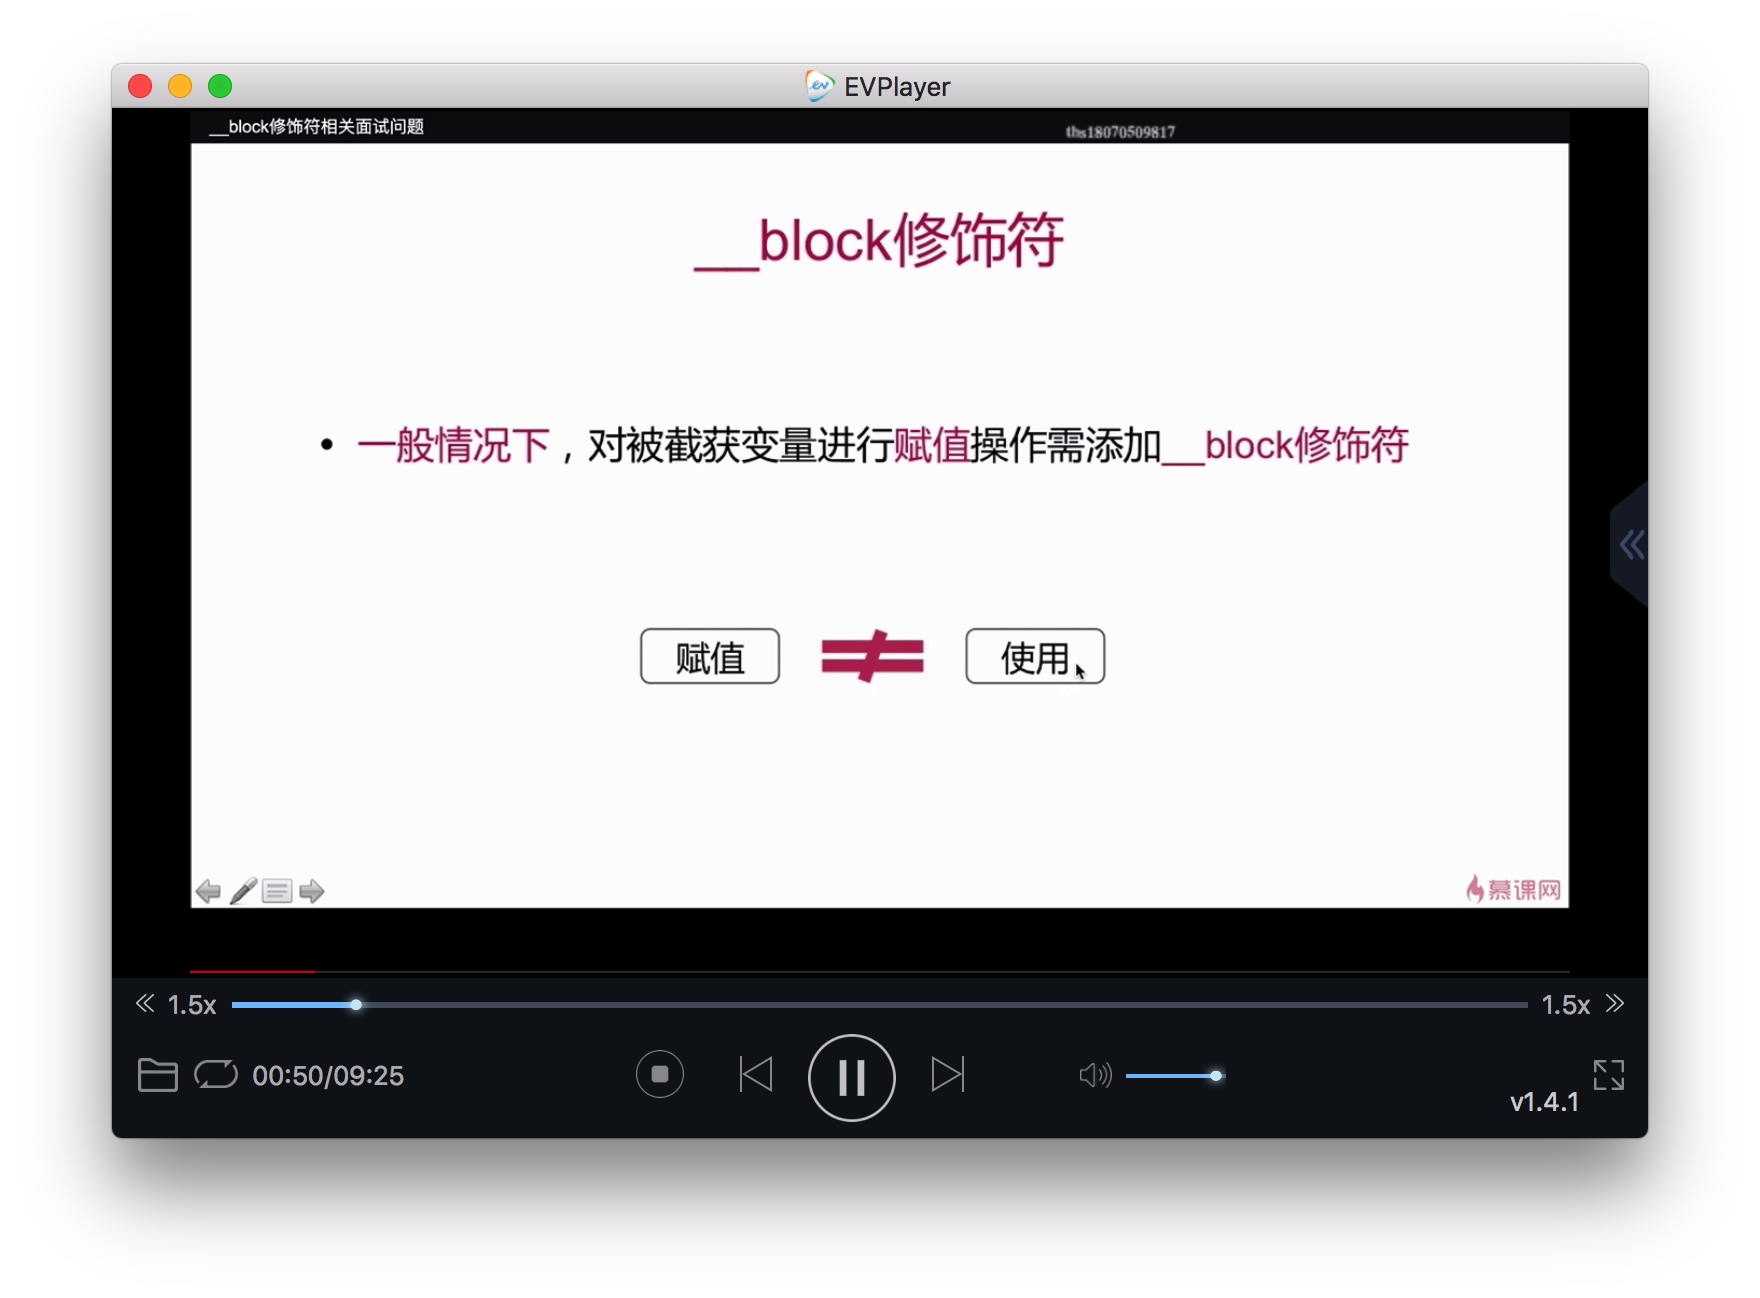 EVPlayer
__block修饰符相关面试问题
ths18070509817
__block修饰符
• 一般情况下，对被截获变量进行赋值操作需添加__block修饰符
赋值 ≠ 使用
慕课网
1.5x 1.5x
00:50/09:25
v1.4.1